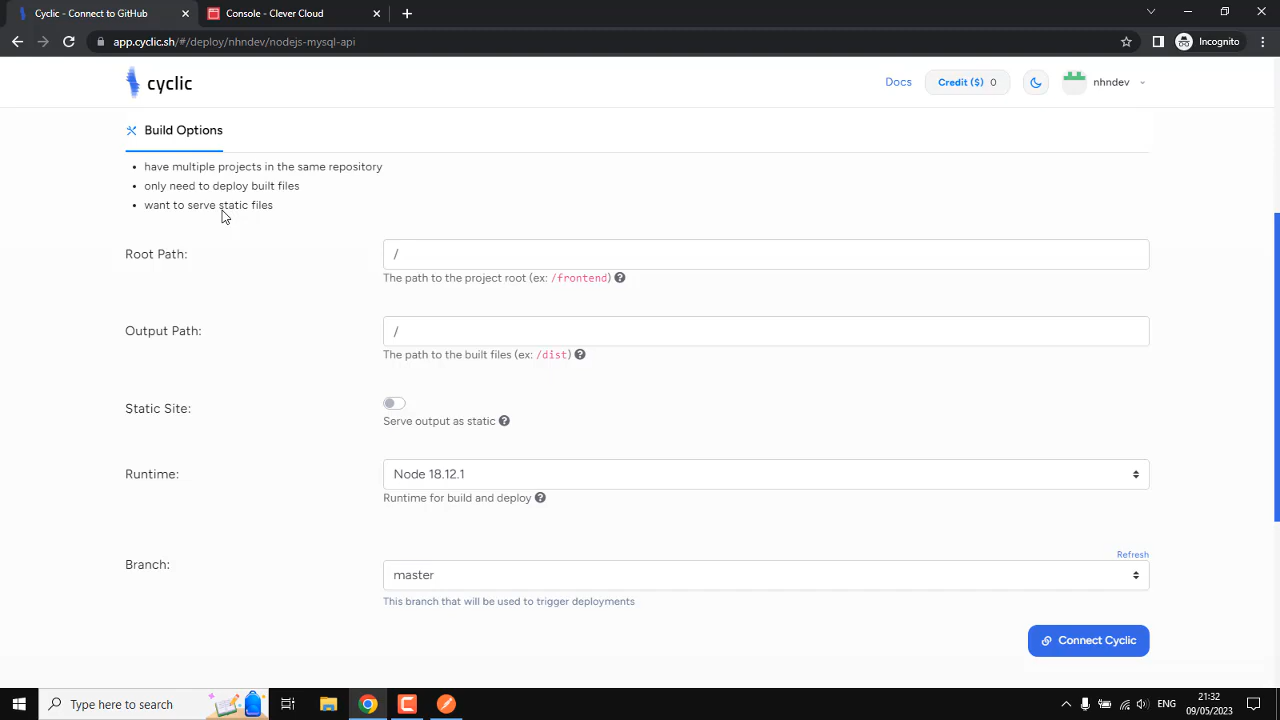 Cyclic - Connect to GitHub
Console - Clever Cloud
app.cyclic.sh/#/deploy/nhndev/nodejs-mysql-api
Incognito
cyclic
Docs
Credit ($) 0
nhndev
Build Options
have multiple projects in the same repository
only need to deploy built files
want to serve static files
Root Path:
/
The path to the project root (ex: /frontend)
Output Path:
/
The path to the built files (ex: /dist)
Static Site:
Serve output as static
Runtime:
Node 18.12.1
Runtime for build and deploy
Refresh
Branch:
master
This branch that will be used to trigger deployments
Connect Cyclic
Type here to search
ENG
21:32
09/05/2023